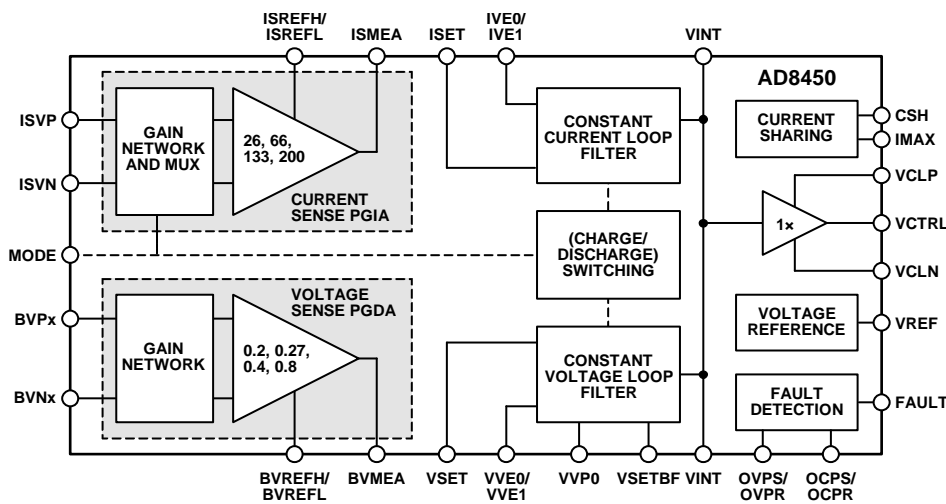 ISREFH/
ISREFL
ISMEA
ISET
IVE0/
IVE1
VINT
AD8450
ISVP
ISVN
MODE
BVPx
BVNx
GAIN
NETWORK
AND MUX
26, 66,
133, 200
CURRENT
SENSE PGIA
CONSTANT
CURRENT LOOP
FILTER
CURRENT
SHARING
CSH
IMAX
VCLP
VCTRL
VCLN
1×
(CHARGE/
DISCHARGE)
SWITCHING
VOLTAGE
SENSE PGDA
GAIN
NETWORK
0.2, 0.27,
0.4, 0.8
CONSTANT
VOLTAGE LOOP
FILTER
VOLTAGE
REFERENCE
VREF
FAULT
DETECTION
FAULT
BVREFH/
BVREFL
BVMEA
VSET
VVE0/
VVE1
VVP0
VSETBF
VINT
OVPS/
OVPR
OCPS/
OCPR